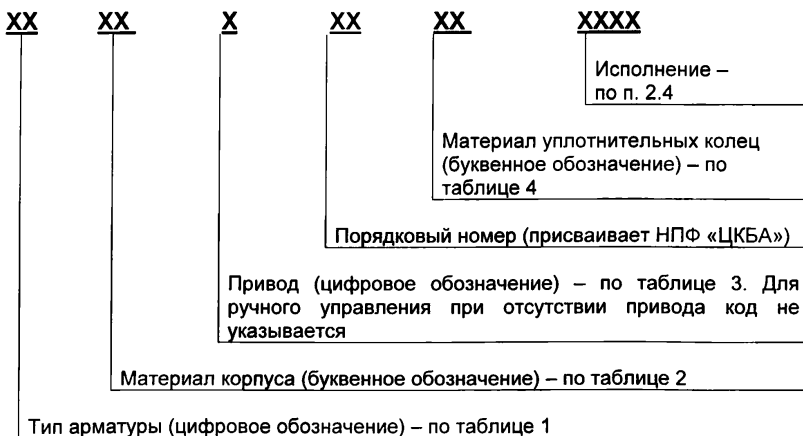 XX XX X XX XX XXXX
Исполнение –
по п. 2.4
Материал уплотнительных колец
(буквенное обозначение) – по
таблице 4
Порядковый номер (присваивает НПФ «ЦКБА»)
Привод (цифровое обозначение) – по таблице 3. Для
ручного управления при отсутствии привода код не
указывается
Материал корпуса (буквенное обозначение) – по таблице 2
Тип арматуры (цифровое обозначение) – по таблице 1